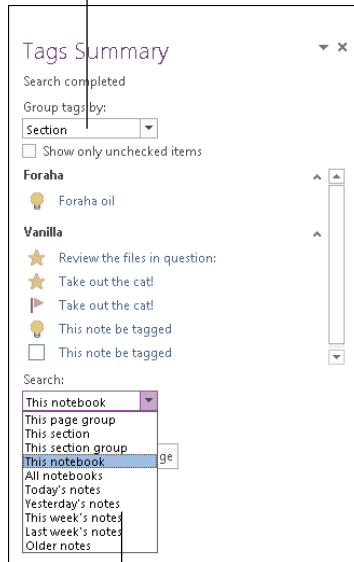 Tags Summary
Search completed
Group tags by:
Section
Show only unchecked items
Foraha
Foraha oil
Vanilla
Review the files in question:
Take out the cat!
Take out the cat!
This note be tagged
This note be tagged
Search:
This notebook
This page group
This section
This section group
This notebook
ge
All notebooks
Today's notes
Yesterday's notes
This week's notes
Last week's notes
Older notes